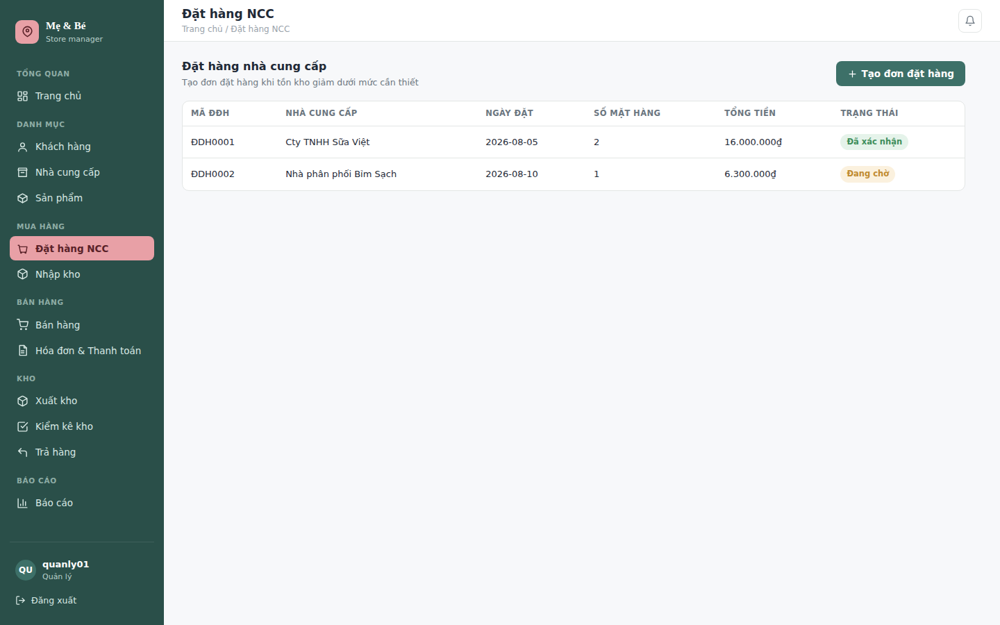 Mẹ & Bé
Store manager
TỔNG QUAN
Trang chủ
DANH MỤC
Khách hàng
Nhà cung cấp
Sản phẩm
MUA HÀNG
Đặt hàng NCC
Nhập kho
BÁN HÀNG
Bán hàng
Hóa đơn & Thanh toán
KHO
Xuất kho
Kiểm kê kho
Trả hàng
BÁO CÁO
Báo cáo
QU
quanly01
Quản lý
Đăng xuất
Đặt hàng NCC
Trang chủ / Đặt hàng NCC
Đặt hàng nhà cung cấp
Tạo đơn đặt hàng khi tồn kho giảm dưới mức cần thiết
Tạo đơn đặt hàng
MÃ ĐĐH NHÀ CUNG CẤP NGÀY ĐẶT SỐ MẶT HÀNG TỔNG TIỀN TRẠNG THÁI
ĐDH0001 Cty TNHH Sữa Việt 2026-08-05 2 16.000.000₫ Đã xác nhận
ĐDH0002 Nhà phân phối Bỉm Sạch 2026-08-10 1 6.300.000₫ Đang chờ